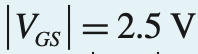 |V_GS| = 2.5 V